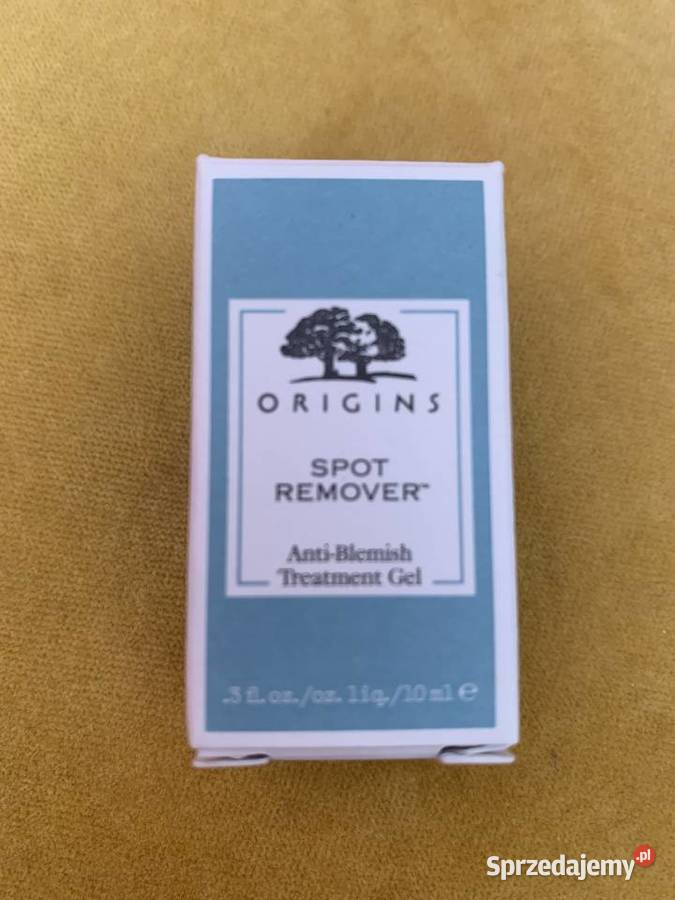 ORIGINS
SPOT
REMOVER™
Anti-Blemish
Treatment Gel
.3 fl. oz./oz. liq./10 ml ℮
Sprzedajemy.pl